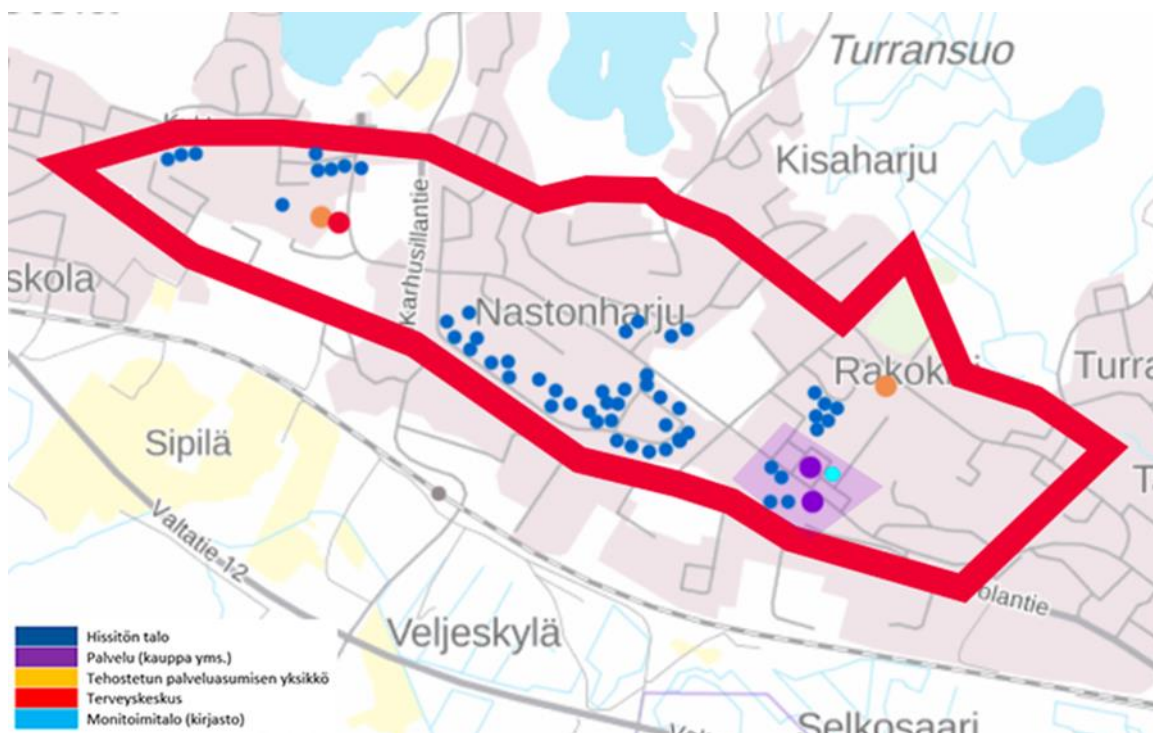 Turransuo
Kisaharju
Karhusillantie
skola
Nastonharju
Turra
Sipilä
Valtatie 12
olantie
Veljeskylä
Selkosaari
Hissitön talo
Palvelu (kauppa yms.)
Tehostetun palveluasumisen yksikkö
Terveyskeskus
Monitoimitalo (kirjasto)